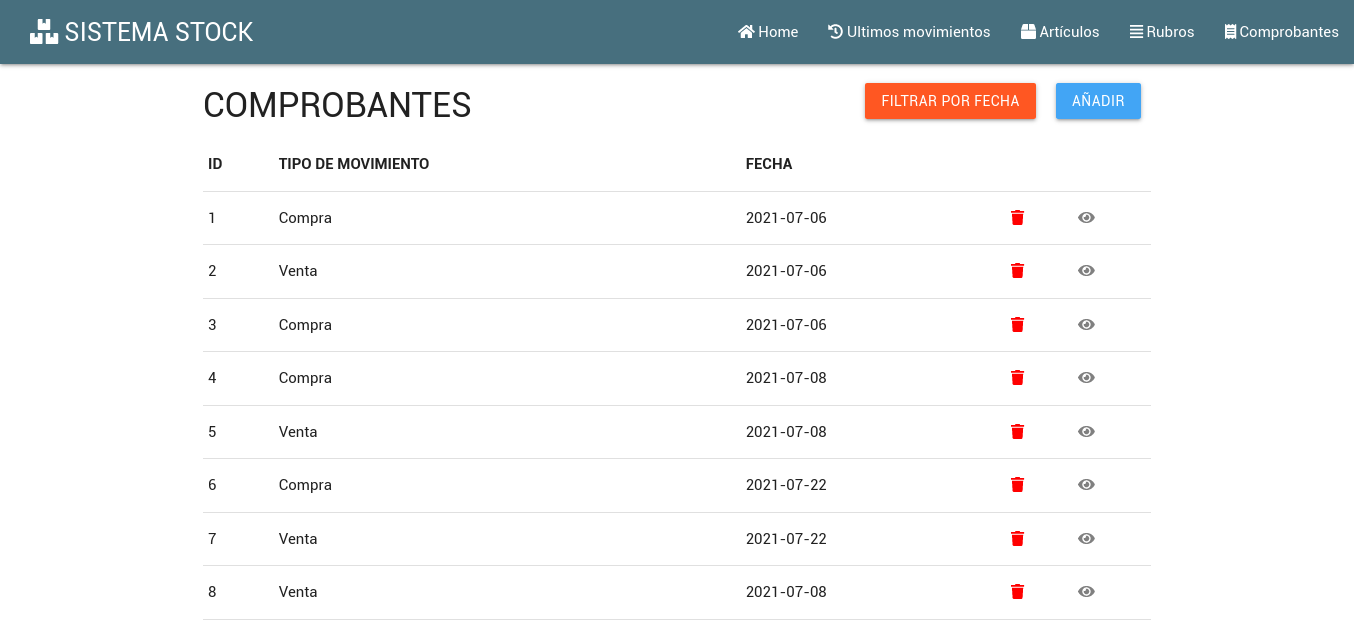 SISTEMA STOCK Home Ultimos movimientos Artículos Rubros Comprobantes
COMPROBANTES FILTRAR POR FECHA AÑADIR
ID TIPO DE MOVIMIENTO FECHA
1 Compra 2021-07-06
2 Venta 2021-07-06
3 Compra 2021-07-06
4 Compra 2021-07-08
5 Venta 2021-07-08
6 Compra 2021-07-22
7 Venta 2021-07-22
8 Venta 2021-07-08